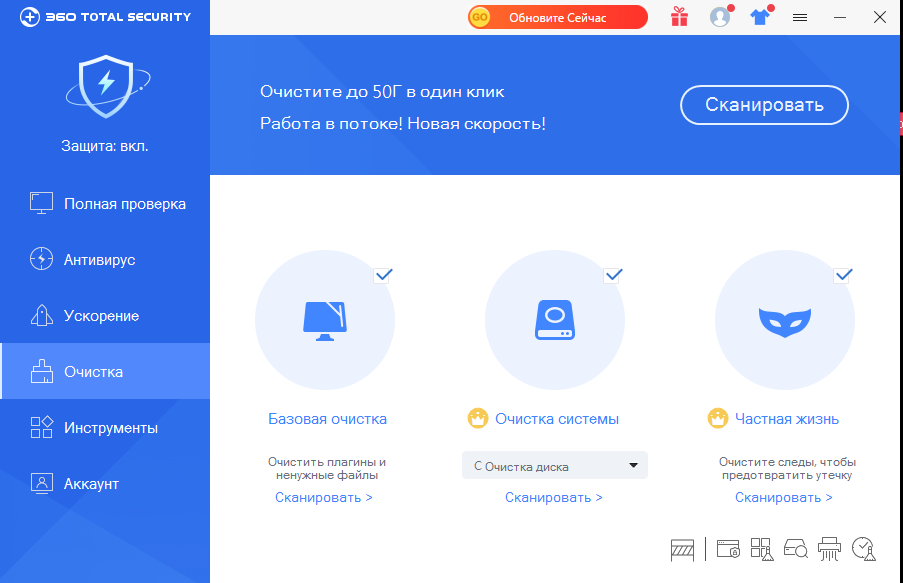 360 TOTAL SECURITY
GO Обновите Сейчас
Защита: вкл.
Полная проверка
Антивирус
Ускорение
Очистка
Инструменты
Аккаунт
Очистите до 50Г в один клик
Работа в потоке! Новая скорость!
Сканировать
Базовая очистка
Очистить плагины и
ненужные файлы
Сканировать >
Очистка системы
C Очистка диска
Сканировать >
Частная жизнь
Очистите следы, чтобы
предотвратить утечку
Сканировать >